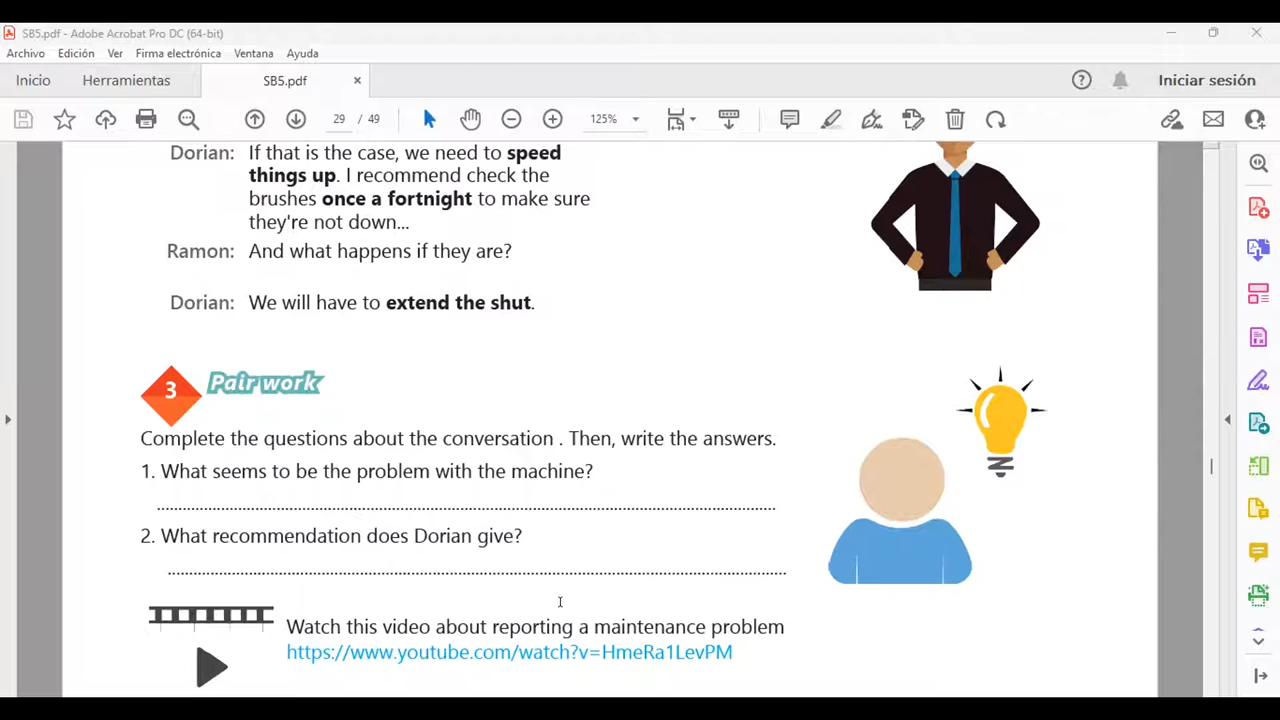 SB5.pdf - Adobe Acrobat Pro DC (64-bit)
Archivo Edición Ver Firma electrónica Ventana Ayuda
Inicio Herramientas SB5.pdf × Iniciar sesión
29 / 49 125%
Dorian: If that is the case, we need to speed
things up. I recommend check the
brushes once a fortnight to make sure
they're not down...
Ramon: And what happens if they are?
Dorian: We will have to extend the shut.
3 Pair work
Complete the questions about the conversation . Then, write the answers.
1. What seems to be the problem with the machine?
2. What recommendation does Dorian give?
Watch this video about reporting a maintenance problem
https://www.youtube.com/watch?v=HmeRa1LevPM